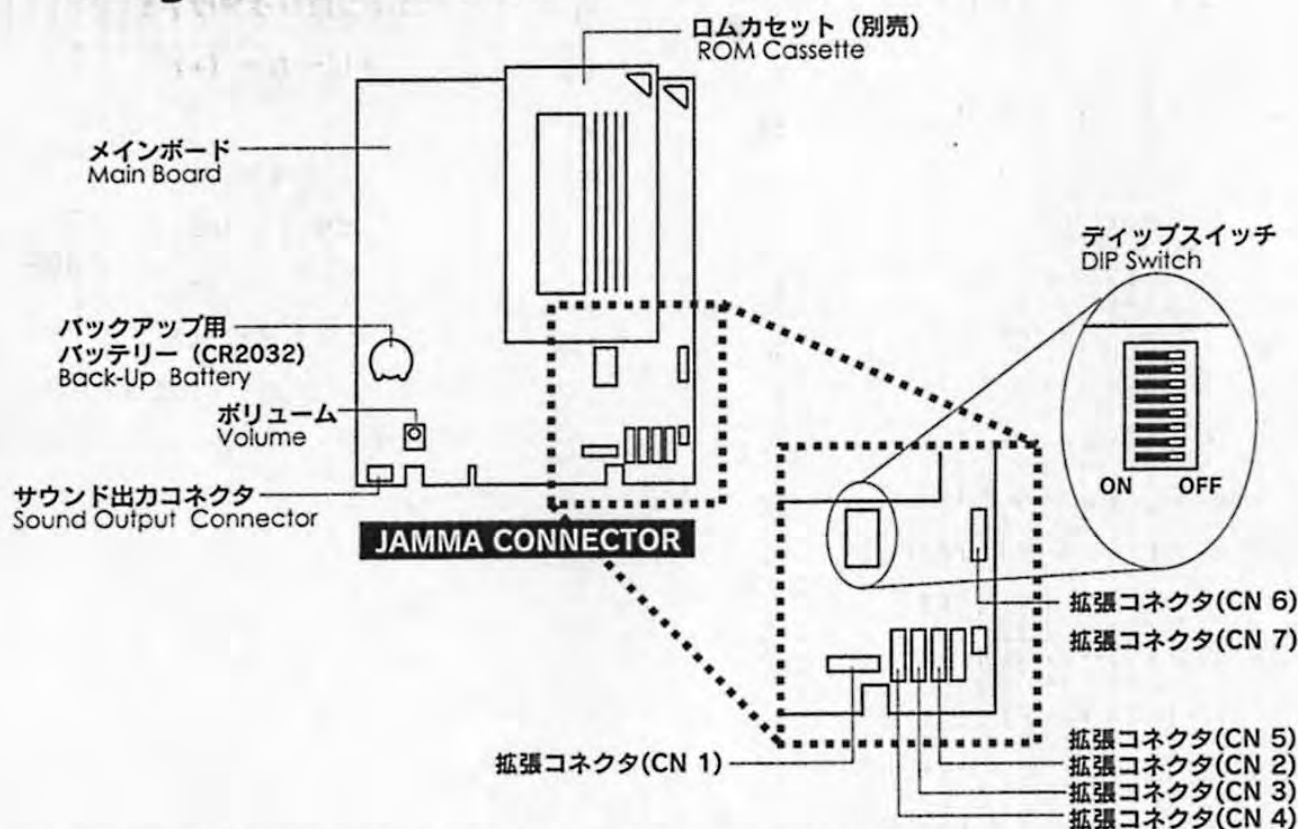 ロムカセット（別売）
ROM Cassette
メインボード
Main Board
ディップスイッチ
DIP Switch
バックアップ用
バッテリー（CR2032）
Back-Up Battery
ボリューム
Volume
ON OFF
サウンド出力コネクタ
Sound Output Connector
JAMMA CONNECTOR
拡張コネクタ(CN 6)
拡張コネクタ(CN 7)
拡張コネクタ(CN 1)
拡張コネクタ(CN 5)
拡張コネクタ(CN 2)
拡張コネクタ(CN 3)
拡張コネクタ(CN 4)